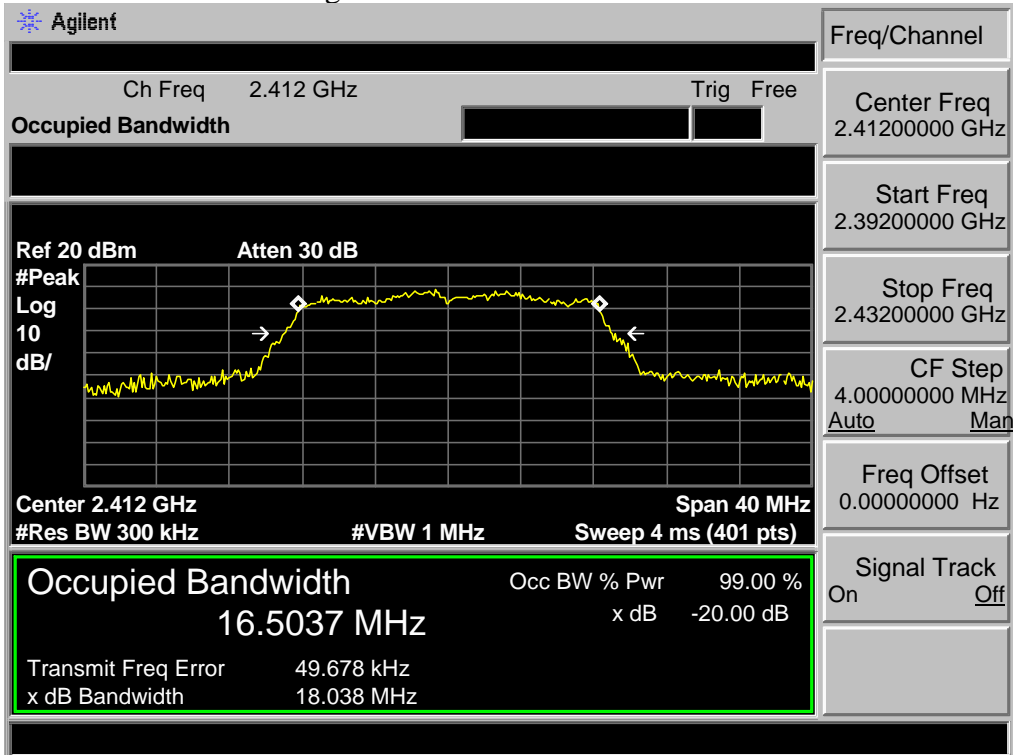 Agilent
Freq/Channel
Ch Freq 2.412 GHz Trig Free
Occupied Bandwidth
Center Freq
2.41200000 GHz
Start Freq
2.39200000 GHz
Stop Freq
2.43200000 GHz
CF Step
4.00000000 MHz
Auto Man
Freq Offset
0.00000000 Hz
Signal Track
On Off
Ref 20 dBm Atten 30 dB
#Peak
Log
10
dB/
Center 2.412 GHz Span 40 MHz
#Res BW 300 kHz #VBW 1 MHz Sweep 4 ms (401 pts)
Occupied Bandwidth Occ BW % Pwr 99.00 %
16.5037 MHz x dB -20.00 dB
Transmit Freq Error 49.678 kHz
x dB Bandwidth 18.038 MHz